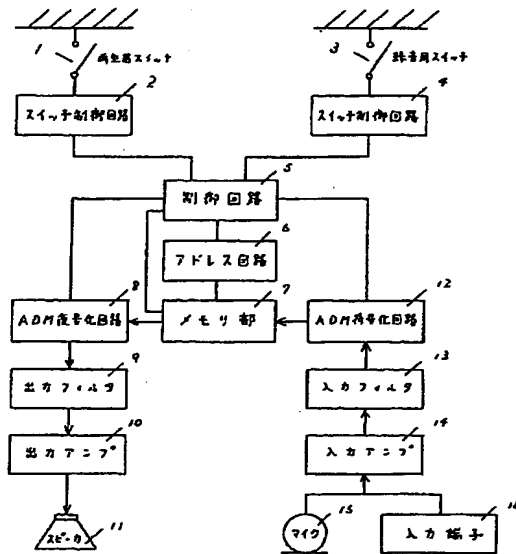 1
再生用スイッチ
2
スイッチ制御回路
3
録音用スイッチ
4
スイッチ制御回路
5
制御回路
6
アドレス回路
7
メモリ部
8
ADM復号化回路
9
出力フィルタ
10
出力アンプ
11
スピーカ
12
ADM符号化回路
13
入力フィルタ
14
入力アンプ
15
マイク
16
入力端子